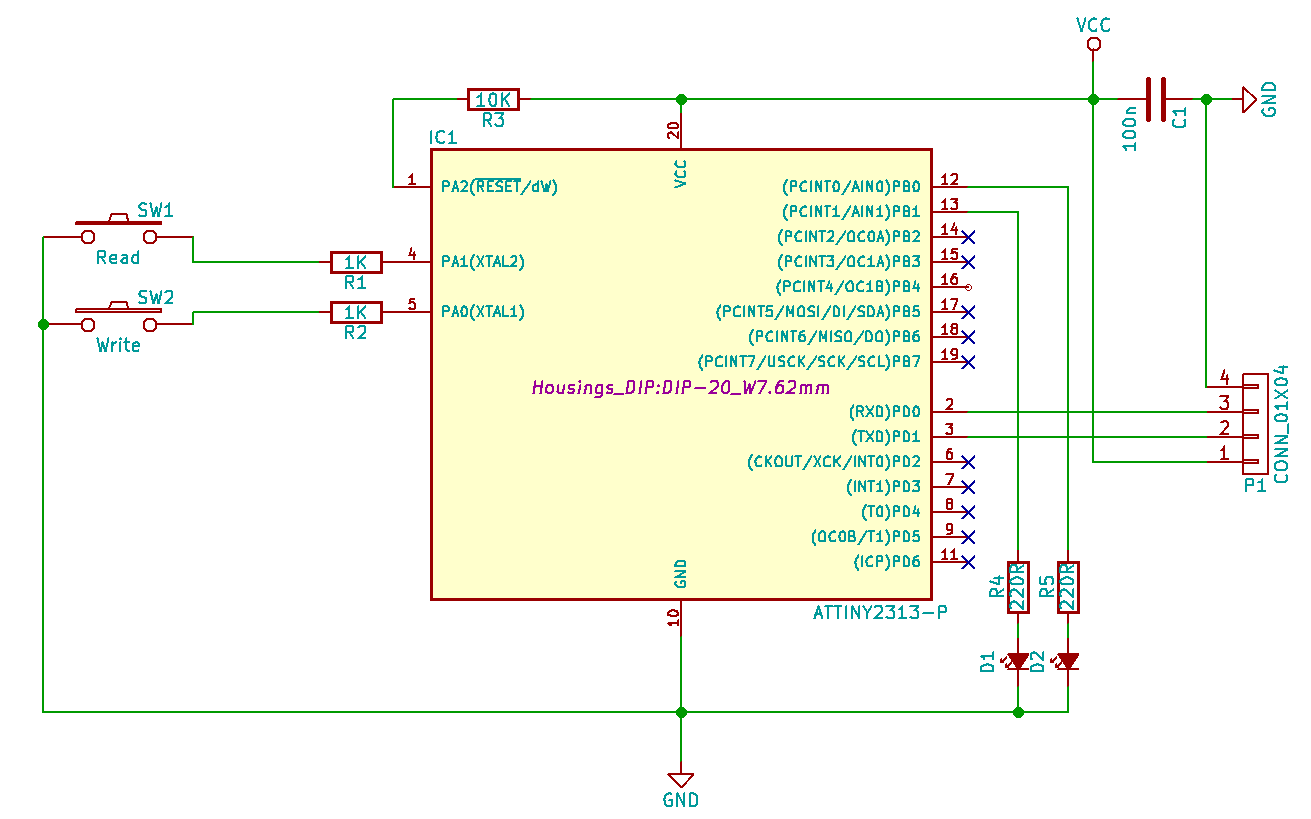 VCC
10K
R3
100n
C1
GND
IC1
20
VCC
1
PA2(RESET/dW)
(PCINT0/AIN0)PB0
12
(PCINT1/AIN1)PB1
13
SW1
Read
(PCINT2/OC0A)PB2
14
1K
R1
4
PA1(XTAL2)
(PCINT3/OC1A)PB3
15
(PCINT4/OC1B)PB4
16
SW2
Write
1K
R2
5
PA0(XTAL1)
(PCINT5/MOSI/DI/SDA)PB5
17
(PCINT6/MISO/DO)PB6
18
(PCINT7/USCK/SCK/SCL)PB7
19
Housings_DIP:DIP-20_W7.62mm
4
3
2
1
CONN_01X04
P1
(RXD)PD0
2
(TXD)PD1
3
(CKOUT/XCK/INT0)PD2
6
(INT1)PD3
7
(T0)PD4
8
(OC0B/T1)PD5
9
(ICP)PD6
11
GND
10
ATTINY2313-P
R4
220R
R5
220R
D1
D2
GND